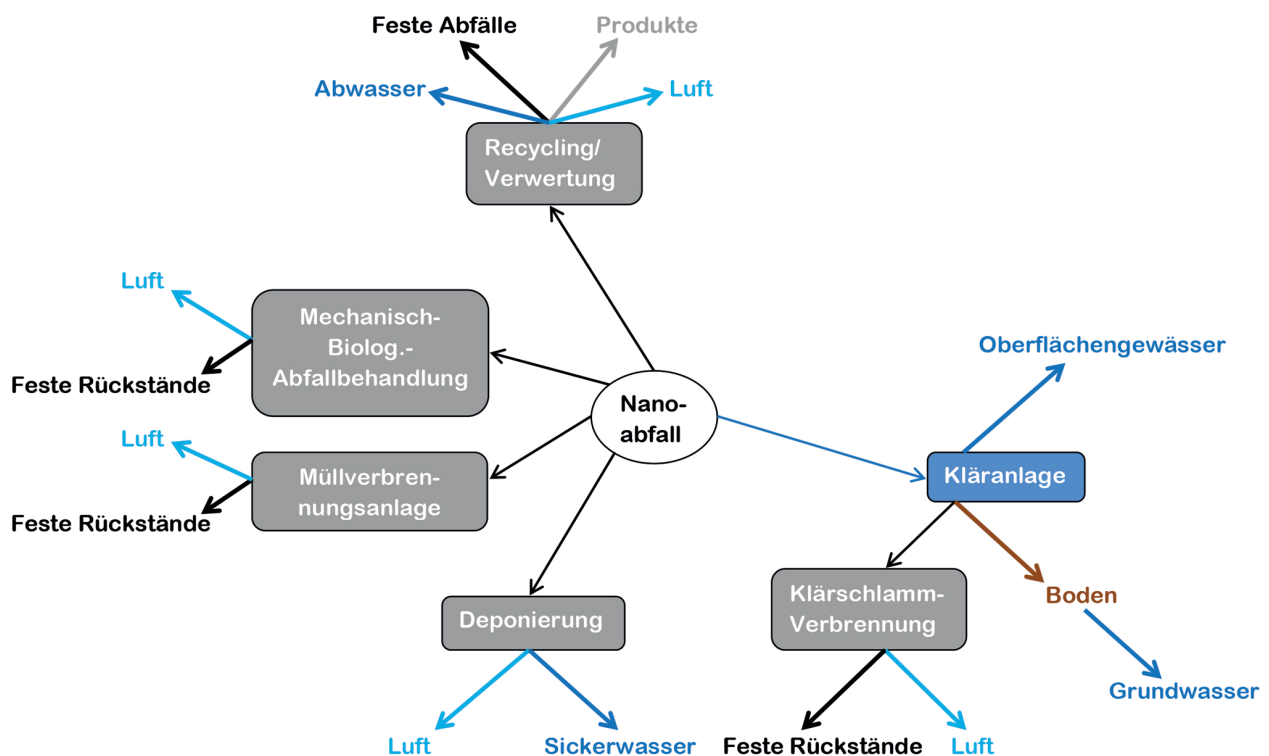 Feste Abfälle
Produkte
Abwasser
Luft
Recycling/
Verwertung
Luft
Mechanisch-
Biolog.-
Abfallbehandlung
Feste Rückstände
Oberflächengewässer
Nano-
abfall
Luft
Müllverbren-
nungsanlage
Feste Rückstände
Kläranlage
Deponierung
Klärschlamm-
Verbrennung
Boden
Grundwasser
Luft
Sickerwasser
Feste Rückstände
Luft